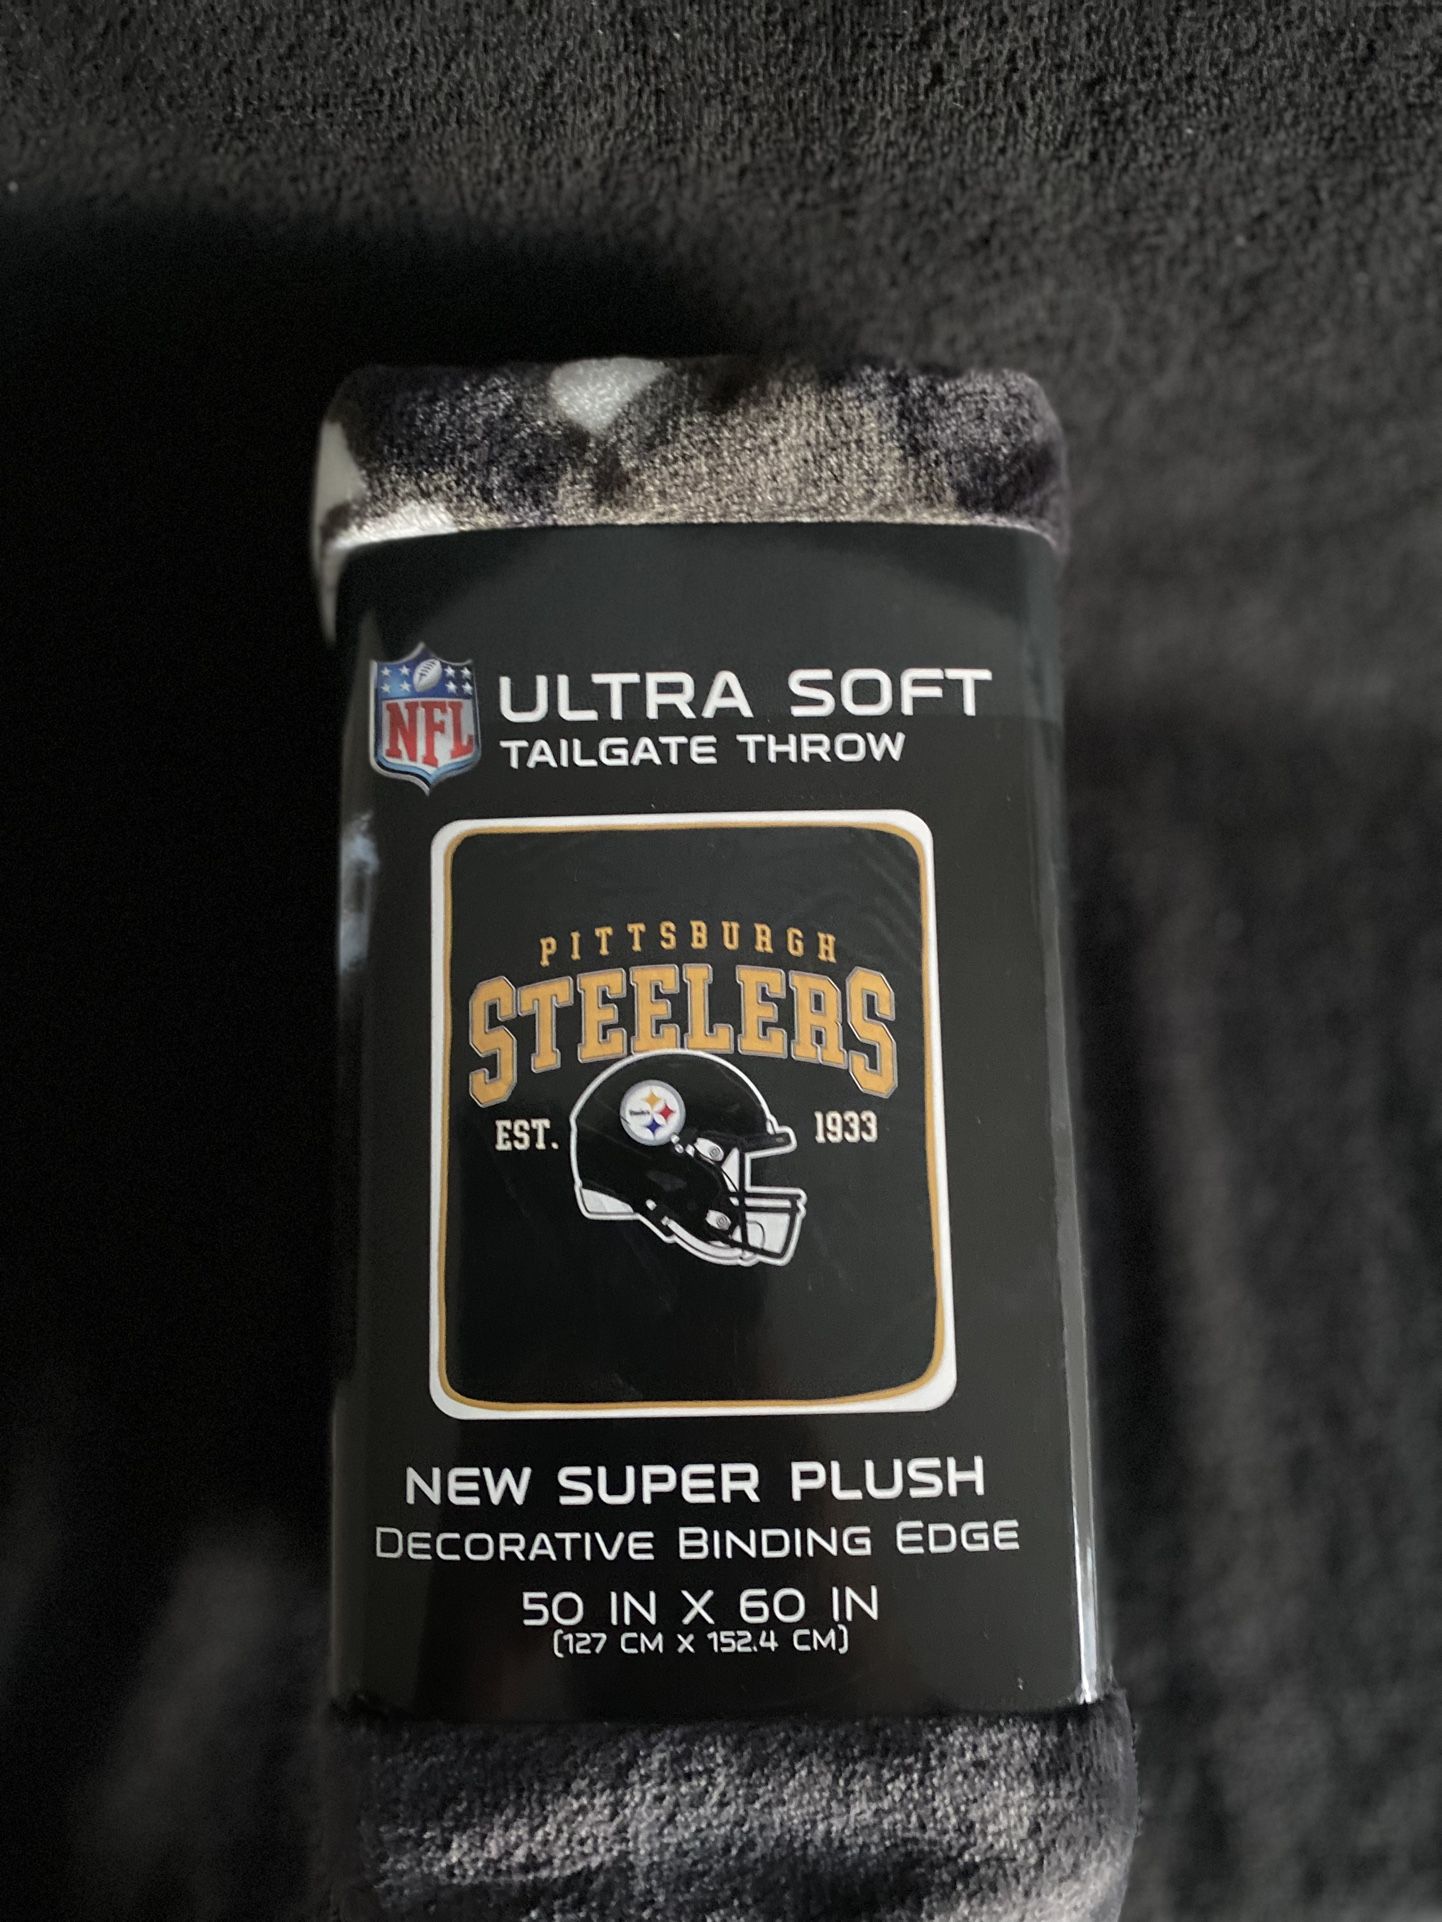 NFL
ULTRA SOFT
TAILGATE THROW
PITTSBURGH
STEELERS
EST. 1933
NEW SUPER PLUSH
DECORATIVE BINDING EDGE
50 IN X 60 IN
(127 CM X 152.4 CM)